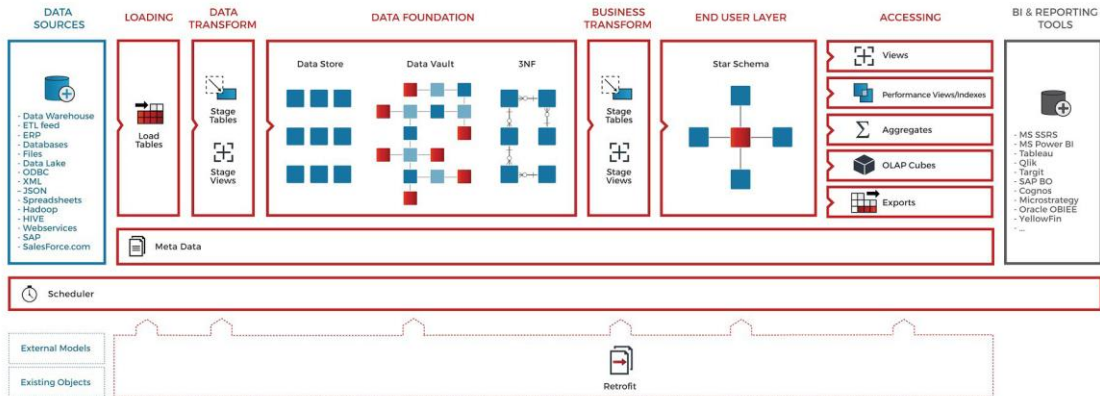 DATA
SOURCES
LOADING
DATA
TRANSFORM
DATA FOUNDATION
BUSINESS
TRANSFORM
END USER LAYER
ACCESSING
BI & REPORTING
TOOLS
- Data Warehouse
- ETL feed
- ERP
- Databases
- Files
- Data Lake
- ODBC
- XML
- JSON
- Spreadsheets
- Hadoop
- HIVE
- Webservices
- SAP
- SalesForce.com
Load
Tables
Stage
Tables
Stage
Views
Data Store
Data Vault
3NF
Stage
Tables
Stage
Views
Star Schema
Views
Performance Views/Indexes
Aggregates
OLAP Cubes
Exports
- MS SSRS
- MS Power BI
- Tableau
- Qlik
- Targit
- SAP BO
- Cognos
- Microstrategy
- Oracle OBIEE
- YellowFin
- ...
Meta Data
Scheduler
External Models
Existing Objects
Retrofit